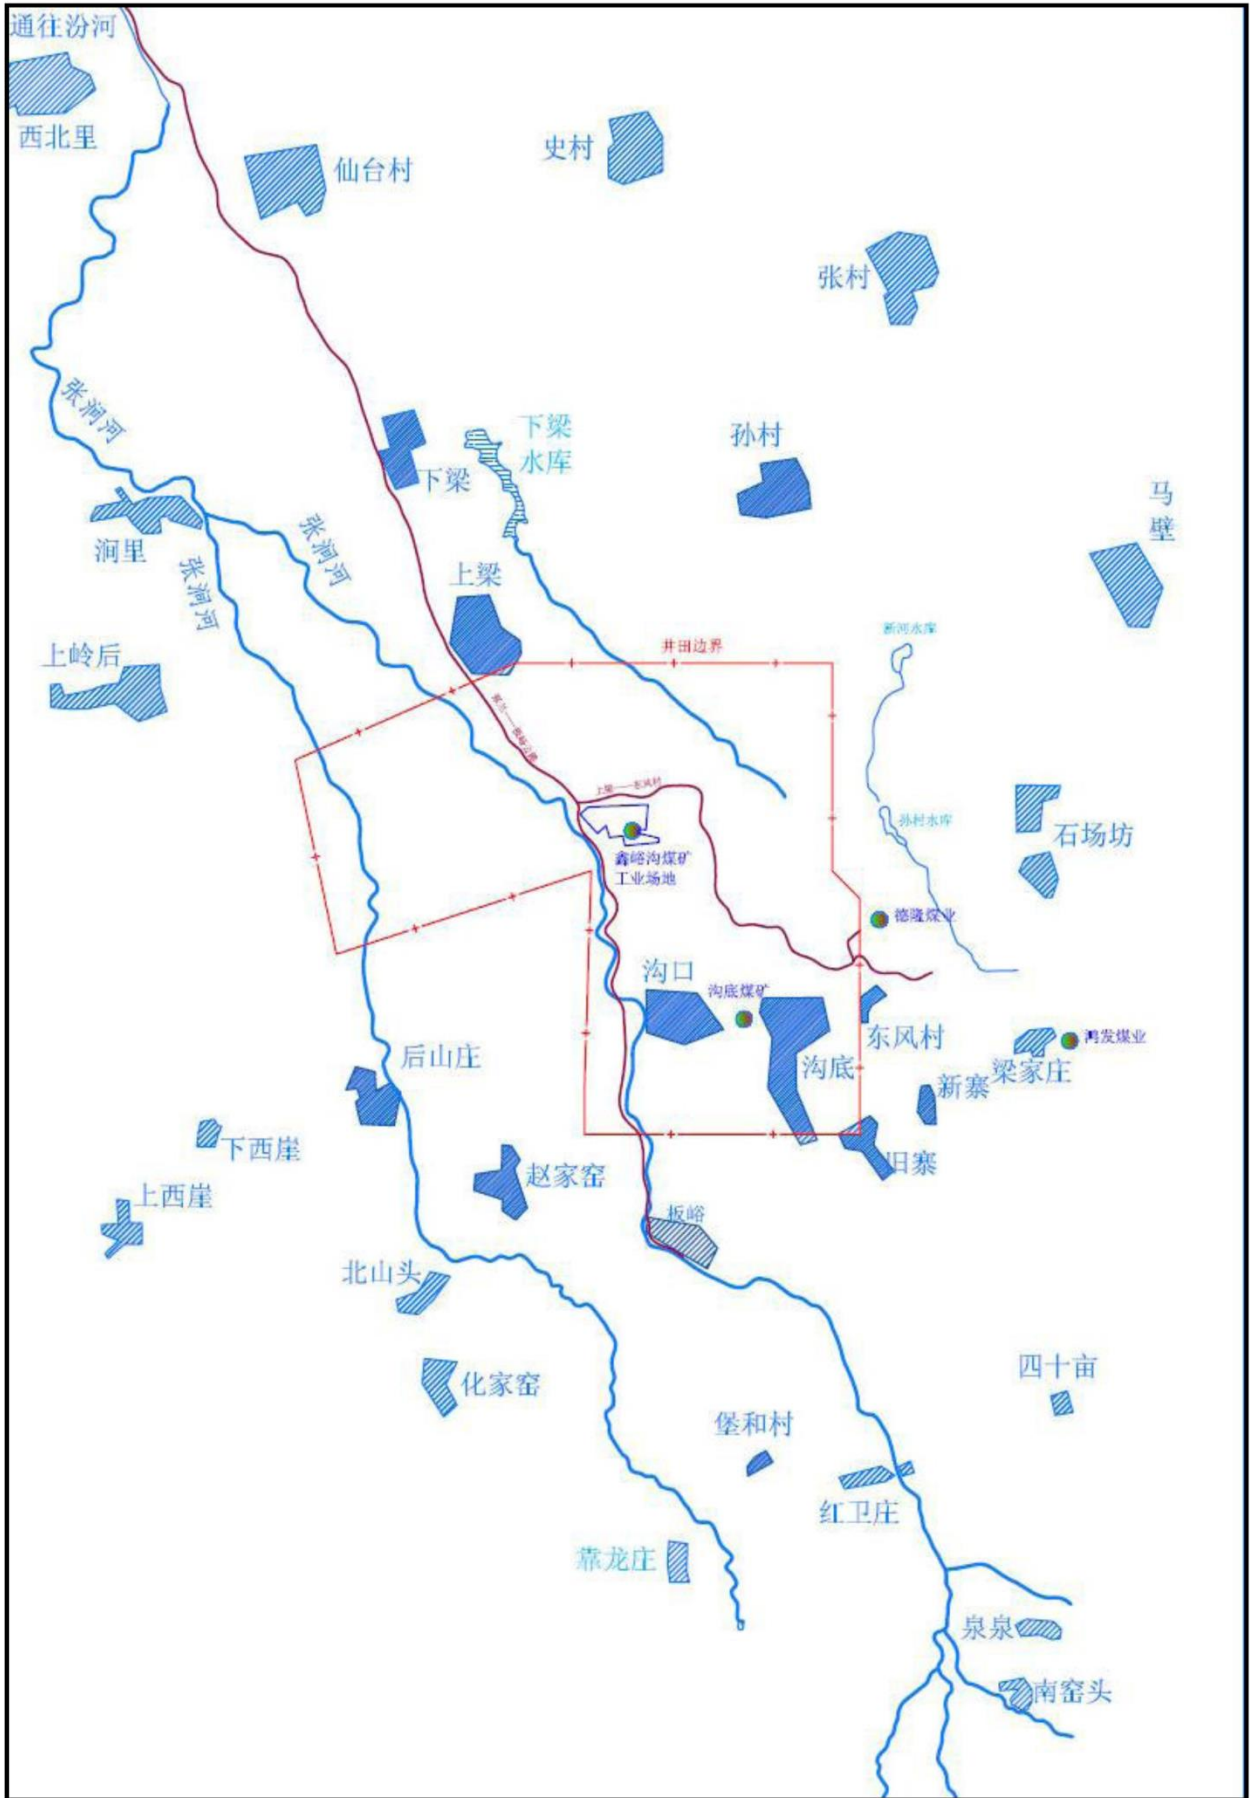 通往汾河
西北里
仙台村
史村
张村
张涧河
下梁
水库
下梁
孙村
马
壁
涧里
张涧河
张涧河
上梁
上岭后
井田边界
新河水库
上梁——东风村
孙村水库
石场坊
鑫峪沟煤矿
工业场地
德隆煤业
沟口
沟底煤矿
东风村
鸿发煤业
梁家庄
沟底
新寨
后山庄
下西崖
赵家窑
旧寨
上西崖
板峪
北山头
化家窑
四十亩
堡和村
红卫庄
靠龙庄
泉泉
南窑头